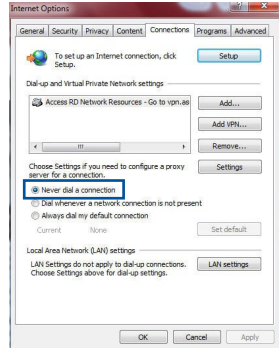 Internet Options
General Security Privacy Content Connections Programs Advanced
To set up an Internet connection, click Setup.
Setup
Dial-up and Virtual Private Network settings
Access RD Network Resources - Go to vpn.as
Add...
Add VPN...
Remove...
Choose Settings if you need to configure a proxy
server for a connection.
Settings
Never dial a connection
Dial whenever a network connection is not present
Always dial my default connection
Current None
Set default
Local Area Network (LAN) settings
LAN Settings do not apply to dial-up connections.
Choose Settings above for dial-up settings.
LAN settings
OK Cancel Apply